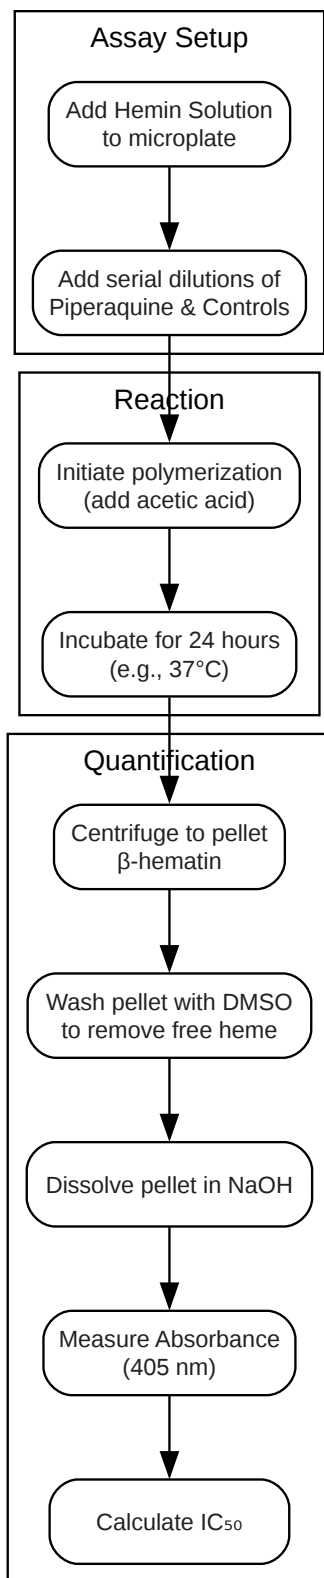 Assay Setup
Add Hemin Solution
to microplate
Add serial dilutions of
Piperaquine & Controls
Reaction
Initiate polymerization
(add acetic acid)
Incubate for 24 hours
(e.g., 37°C)
Quantification
Centrifuge to pellet
β-hematin
Wash pellet with DMSO
to remove free heme
Dissolve pellet in NaOH
Measure Absorbance
(405 nm)
Calculate IC₅₀